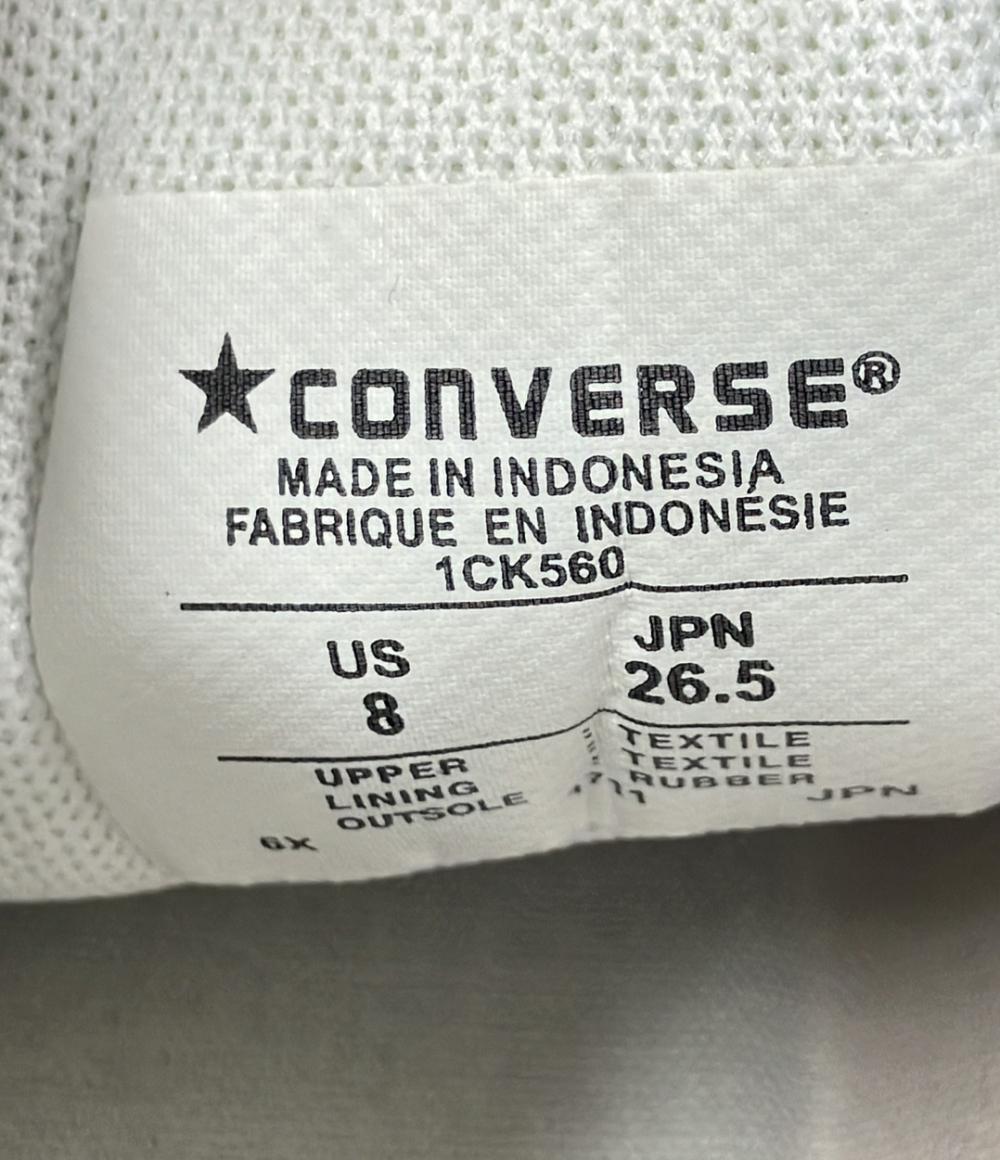 ★CONVERSE®
MADE IN INDONESIA
FABRIQUE EN INDONÉSIE
1CK560
US JPN
8 26.5
UPPER TEXTILE
LINING TEXTILE
OUTSOLE RUBBER
6X JPN